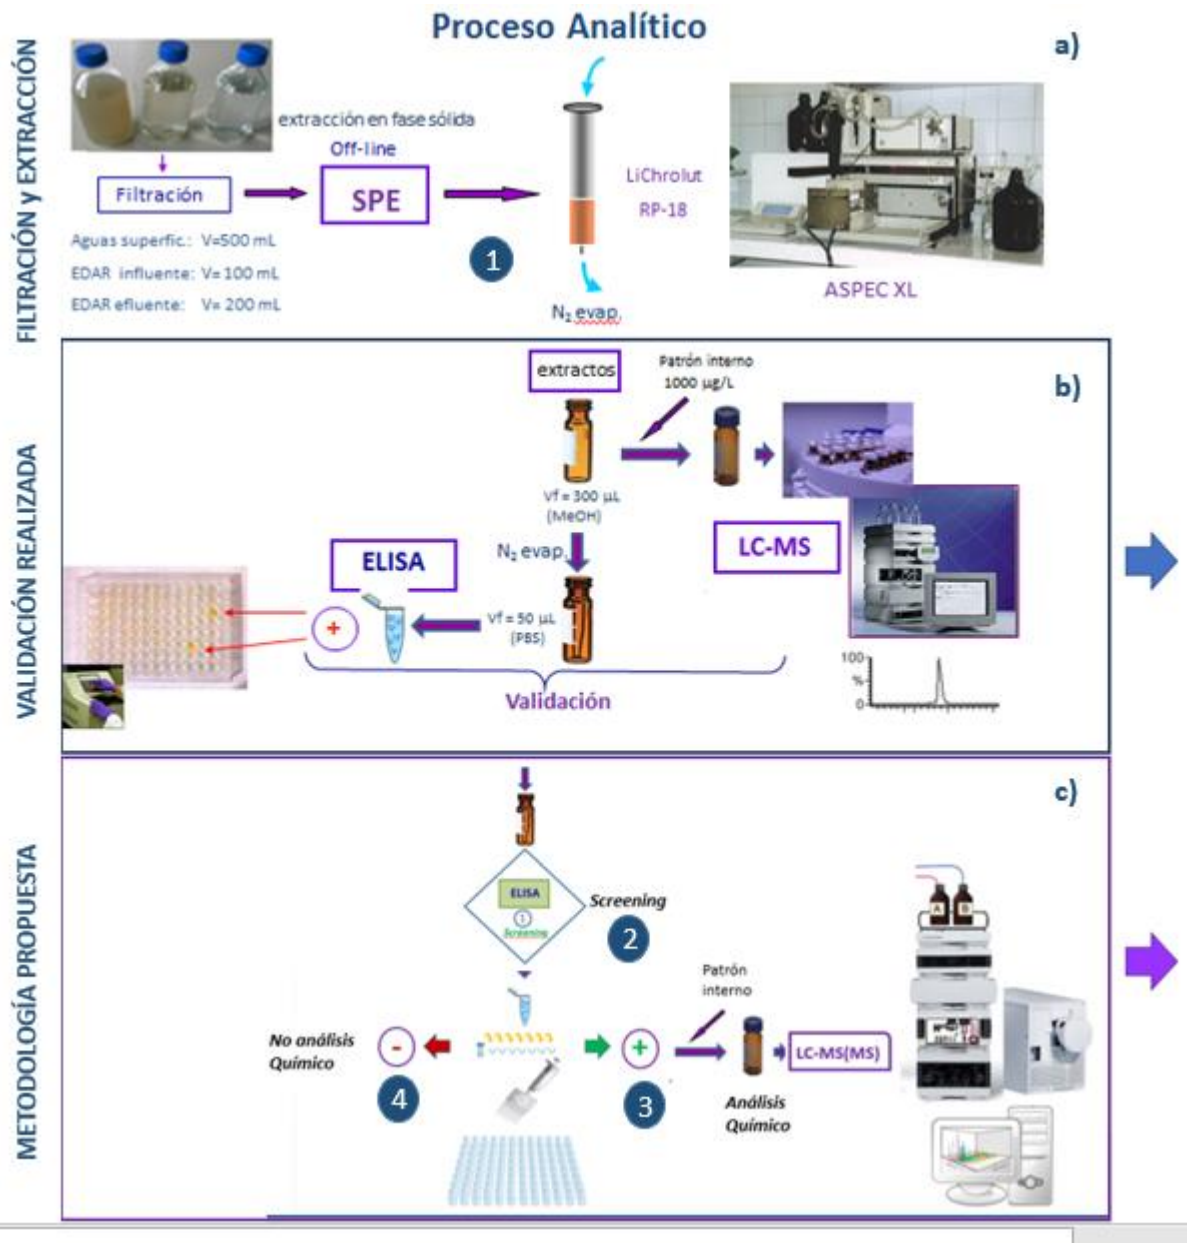 Proceso Analítico
a)
FILTRACIÓN y EXTRACCIÓN
extracción en fase sólida
Off-line
Filtración
SPE
LiChrolut
RP-18
Aguas superfic.: V=500 mL
EDAR influente: V= 100 mL
EDAR efluente: V= 200 mL
1
N₂ evap.
ASPEC XL
VALIDACIÓN REALIZADA
b)
extractos
Patrón interno
1000 µg/L
Vf = 300 µL
(MeOH)
N₂ evap.
LC-MS
ELISA
Vf = 50 µL
(PBS)
+
Validación
100
%
0
METODOLOGÍA PROPUESTA
c)
ELISA
1
Screening
Screening
2
Patrón
interno
No análisis
Químico
-
+
LC-MS(MS)
4
3
Análisis
Químico
A
B